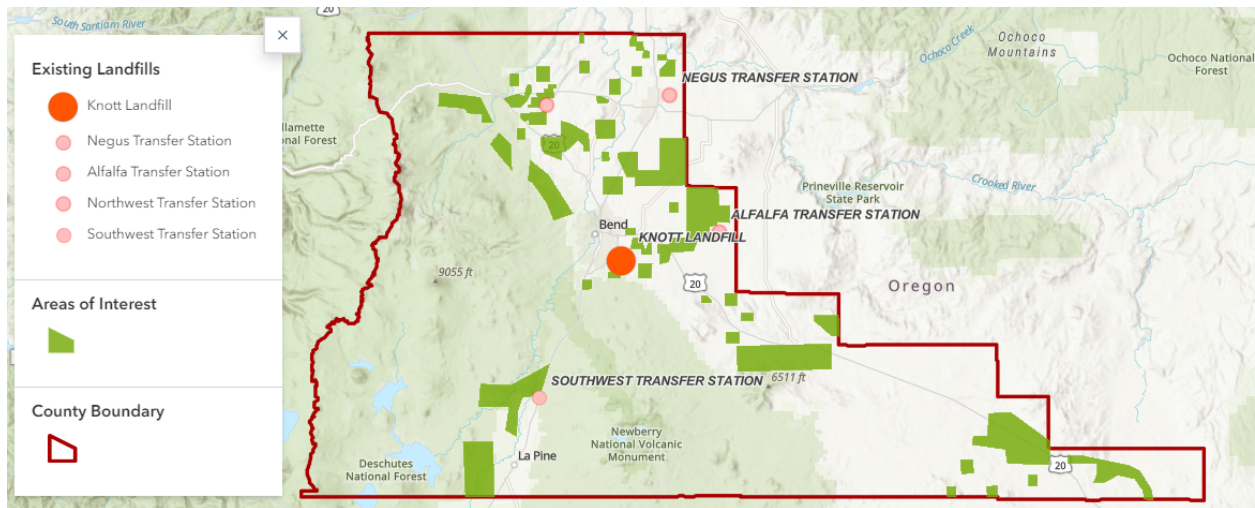 20
South Santiam River
×
Existing Landfills
Knott Landfill
Negus Transfer Station
Alfalfa Transfer Station
Northwest Transfer Station
Southwest Transfer Station
Areas of Interest
County Boundary
llamette
nal Forest
Ochoco
Mountains
Ochoco Creek
Ochoco National
Forest
NEGUS TRANSFER STATION
20
Crooked River
Prineville Reservoir
State Park
ALFALFA TRANSFER STATION
Bend
KNOTT LANDFILL
9055 ft
20
Oregon
SOUTHWEST TRANSFER STATION
6511 ft
Newberry
National Volcanic
Monument
La Pine
Deschutes
National Forest
20